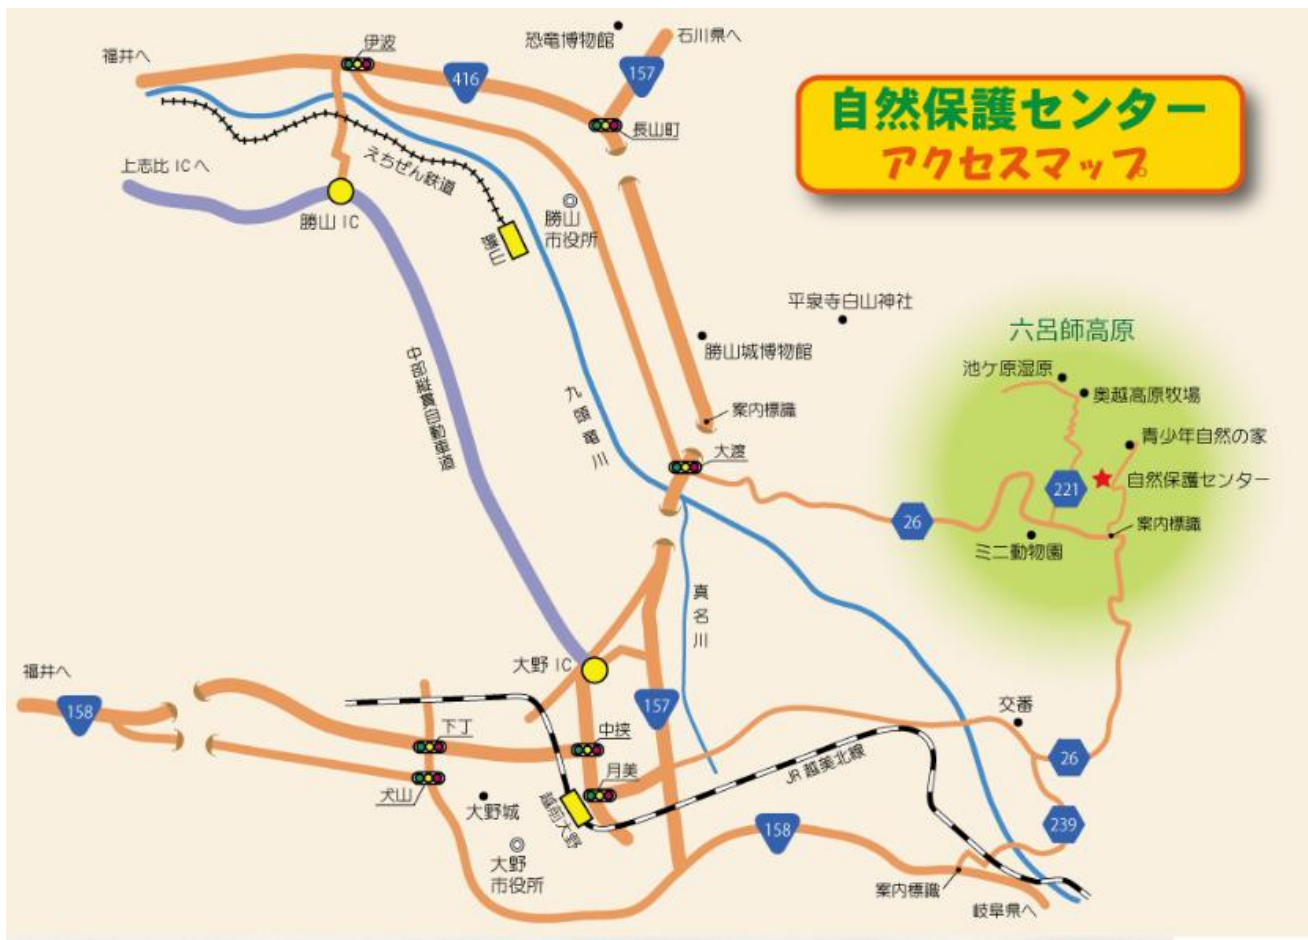 恐竜博物館
石川県へ
伊波
福井へ
416
157
自然保護センター
アクセスマップ
長山町
上志比 IC へ
えちぜん鉄道
勝山 IC
勝山
市役所
勝山
平泉寺白山神社
六呂師高原
勝山城博物館
池ケ原湿原
奥越高原牧場
中部縦貫自動車道
九頭竜川
案内標識
青少年自然の家
大渡
221
自然保護センター
26
案内標識
ミニ動物園
真名川
大野 IC
福井へ
158
157
交番
下丁
中挟
26
月美
JR 越美北線
犬山
大野城
越前大野
158
239
大野
市役所
案内標識
岐阜県へ